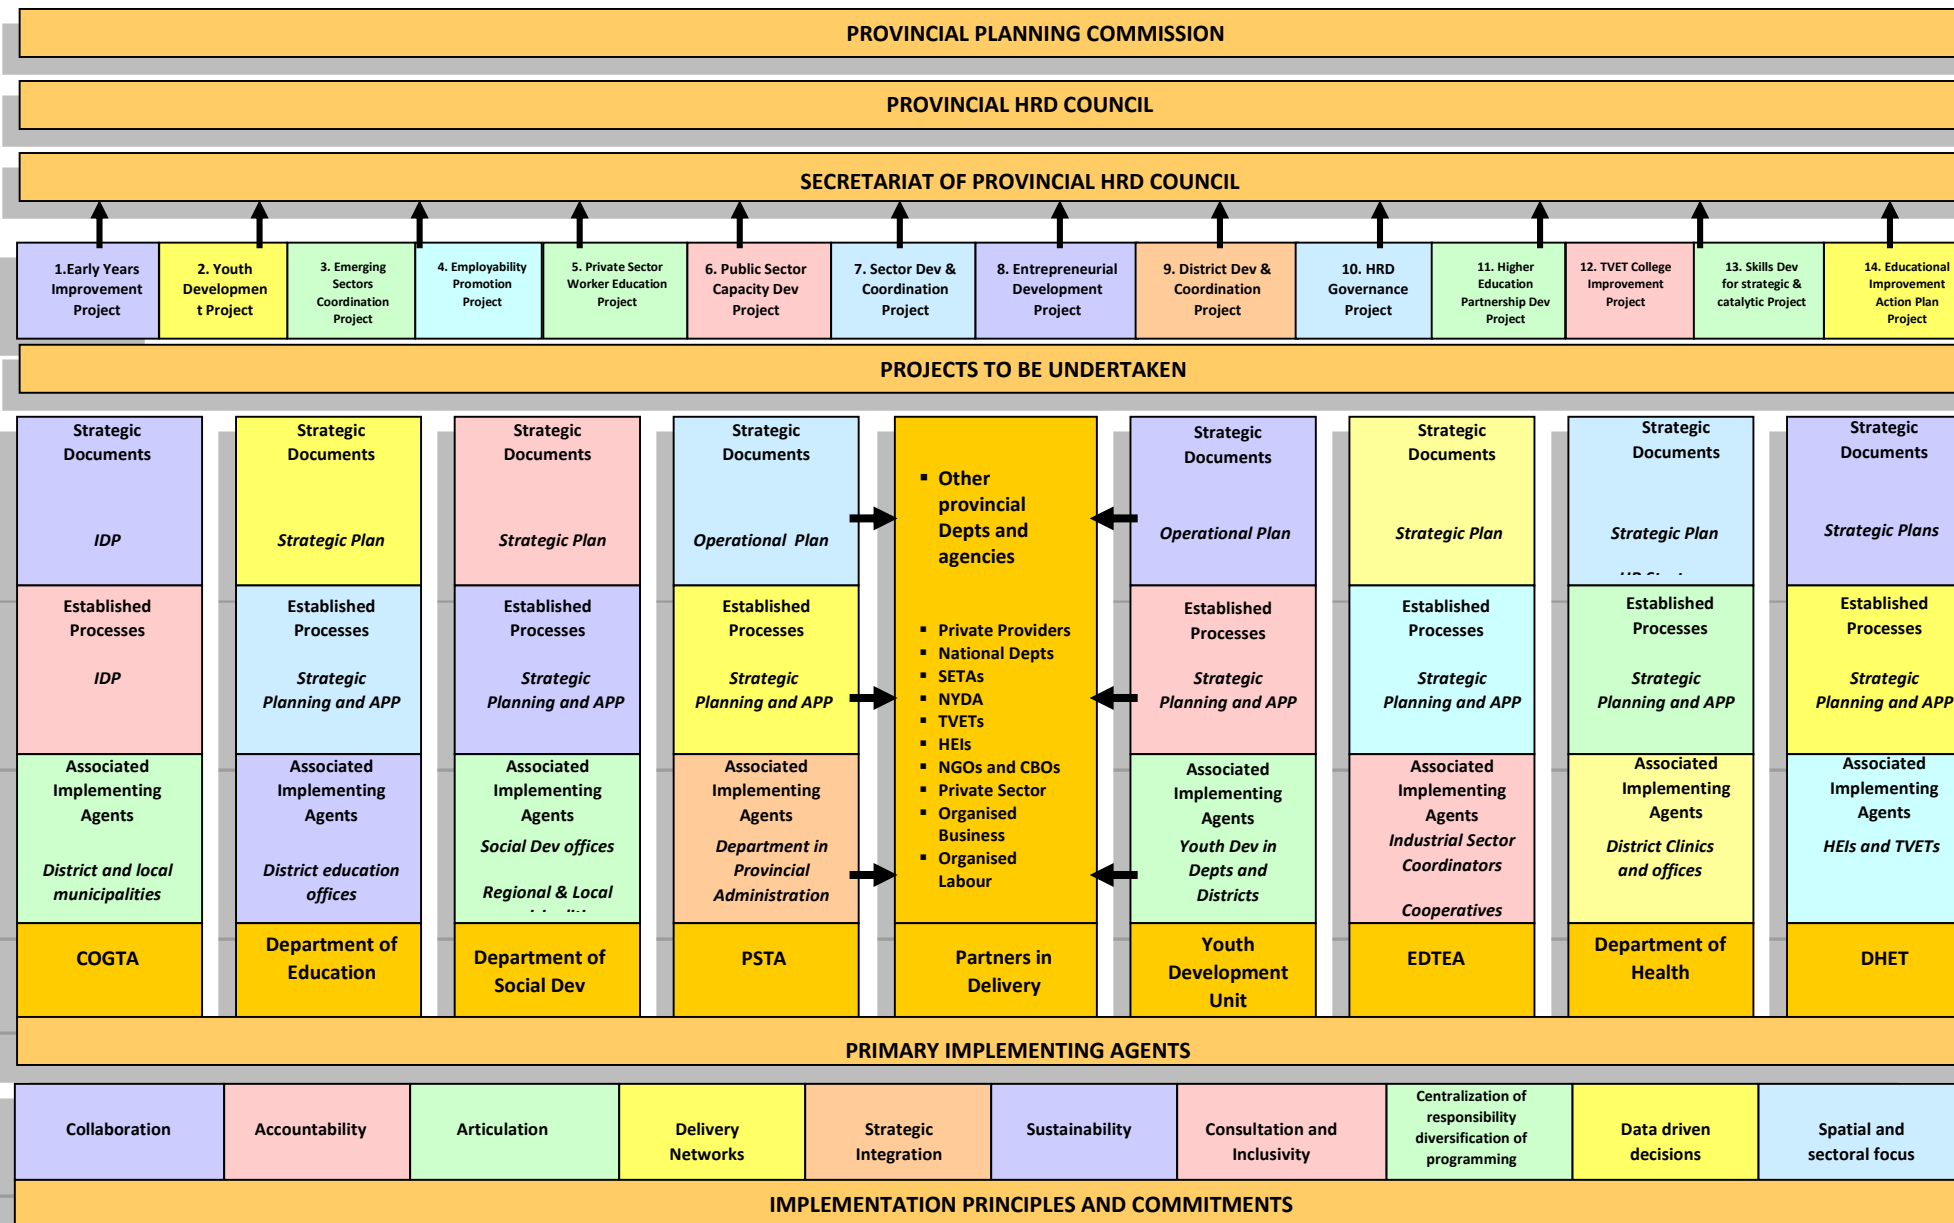 PROVINCIAL PLANNING COMMISSION
PROVINCIAL HRD COUNCIL
SECRETARIAT OF PROVINCIAL HRD COUNCIL
1.Early Years
Improvement
Project
2. Youth
Developmen
t Project
3. Emerging
Sectors
Coordination
Project
4. Employability
Promotion
Project
5. Private Sector
Worker Education
Project
6. Public Sector
Capacity Dev
Project
7. Sector Dev &
Coordination
Project
8. Entrepreneurial
Development
Project
9. District Dev &
Coordination
Project
10. HRD
Governance
Project
11. Higher
Education
Partnership Dev
Project
12. TVET College
Improvement
Project
13. Skills Dev
for strategic &
catalytic Project
14. Educational
Improvement
Action Plan
Project
PROJECTS TO BE UNDERTAKEN
Strategic
Documents
IDP
Established
Processes
IDP
Associated
Implementing
Agents
District and local
municipalities
COGTA
Strategic
Documents
Strategic Plan
Established
Processes
Strategic
Planning and APP
Associated
Implementing
Agents
District education
offices
Department of
Education
Strategic
Documents
Strategic Plan
Established
Processes
Strategic
Planning and APP
Associated
Implementing
Agents
Social Dev offices
Regional & Local
Department of
Social Dev
Strategic
Documents
Operational Plan
Established
Processes
Strategic
Planning and APP
Associated
Implementing
Agents
Department in
Provincial
Administration
PSTA
▪ Other
provincial
Depts and
agencies
▪ Private Providers
▪ National Depts
▪ SETAs
▪ NYDA
▪ TVETs
▪ HEIs
▪ NGOs and CBOs
▪ Private Sector
▪ Organised
Business
▪ Organised
Labour
Partners in
Delivery
Strategic
Documents
Operational Plan
Established
Processes
Strategic
Planning and APP
Associated
Implementing
Agents
Youth Dev in
Depts and
Districts
Youth
Development
Unit
Strategic
Documents
Strategic Plan
Established
Processes
Strategic
Planning and APP
Associated
Implementing
Agents
Industrial Sector
Coordinators
Cooperatives
EDTEA
Strategic
Documents
Strategic Plan
Established
Processes
Strategic
Planning and APP
Associated
Implementing
Agents
District Clinics
and offices
Department of
Health
Strategic
Documents
Strategic Plans
Established
Processes
Strategic
Planning and APP
Associated
Implementing
Agents
HEIs and TVETs
DHET
PRIMARY IMPLEMENTING AGENTS
Collaboration
Accountability
Articulation
Delivery
Networks
Strategic
Integration
Sustainability
Consultation and
Inclusivity
Centralization of
responsibility
diversification of
programming
Data driven
decisions
Spatial and
sectoral focus
IMPLEMENTATION PRINCIPLES AND COMMITMENTS